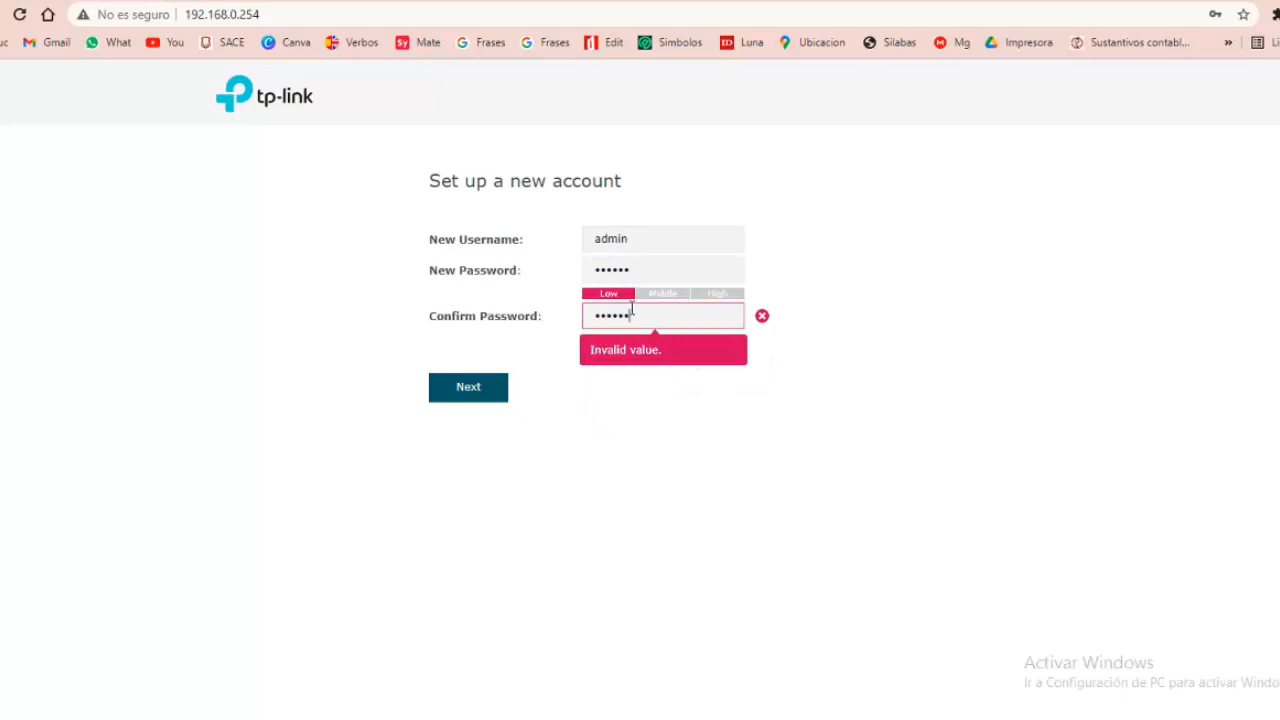 No es seguro | 192.168.0.254
Gmail What You SACE Canva Verbos Mate Frases Frases Edit Simbolos Luna Ubicacion Silabas Mg Impresora Sustantivos contabl... »
tp-link
Set up a new account
New Username: admin
New Password: ••••••
Low Middle High
Confirm Password: ••••••
Invalid value.
Next
Activar Windows
Ir a Configuración de PC para activar Windo